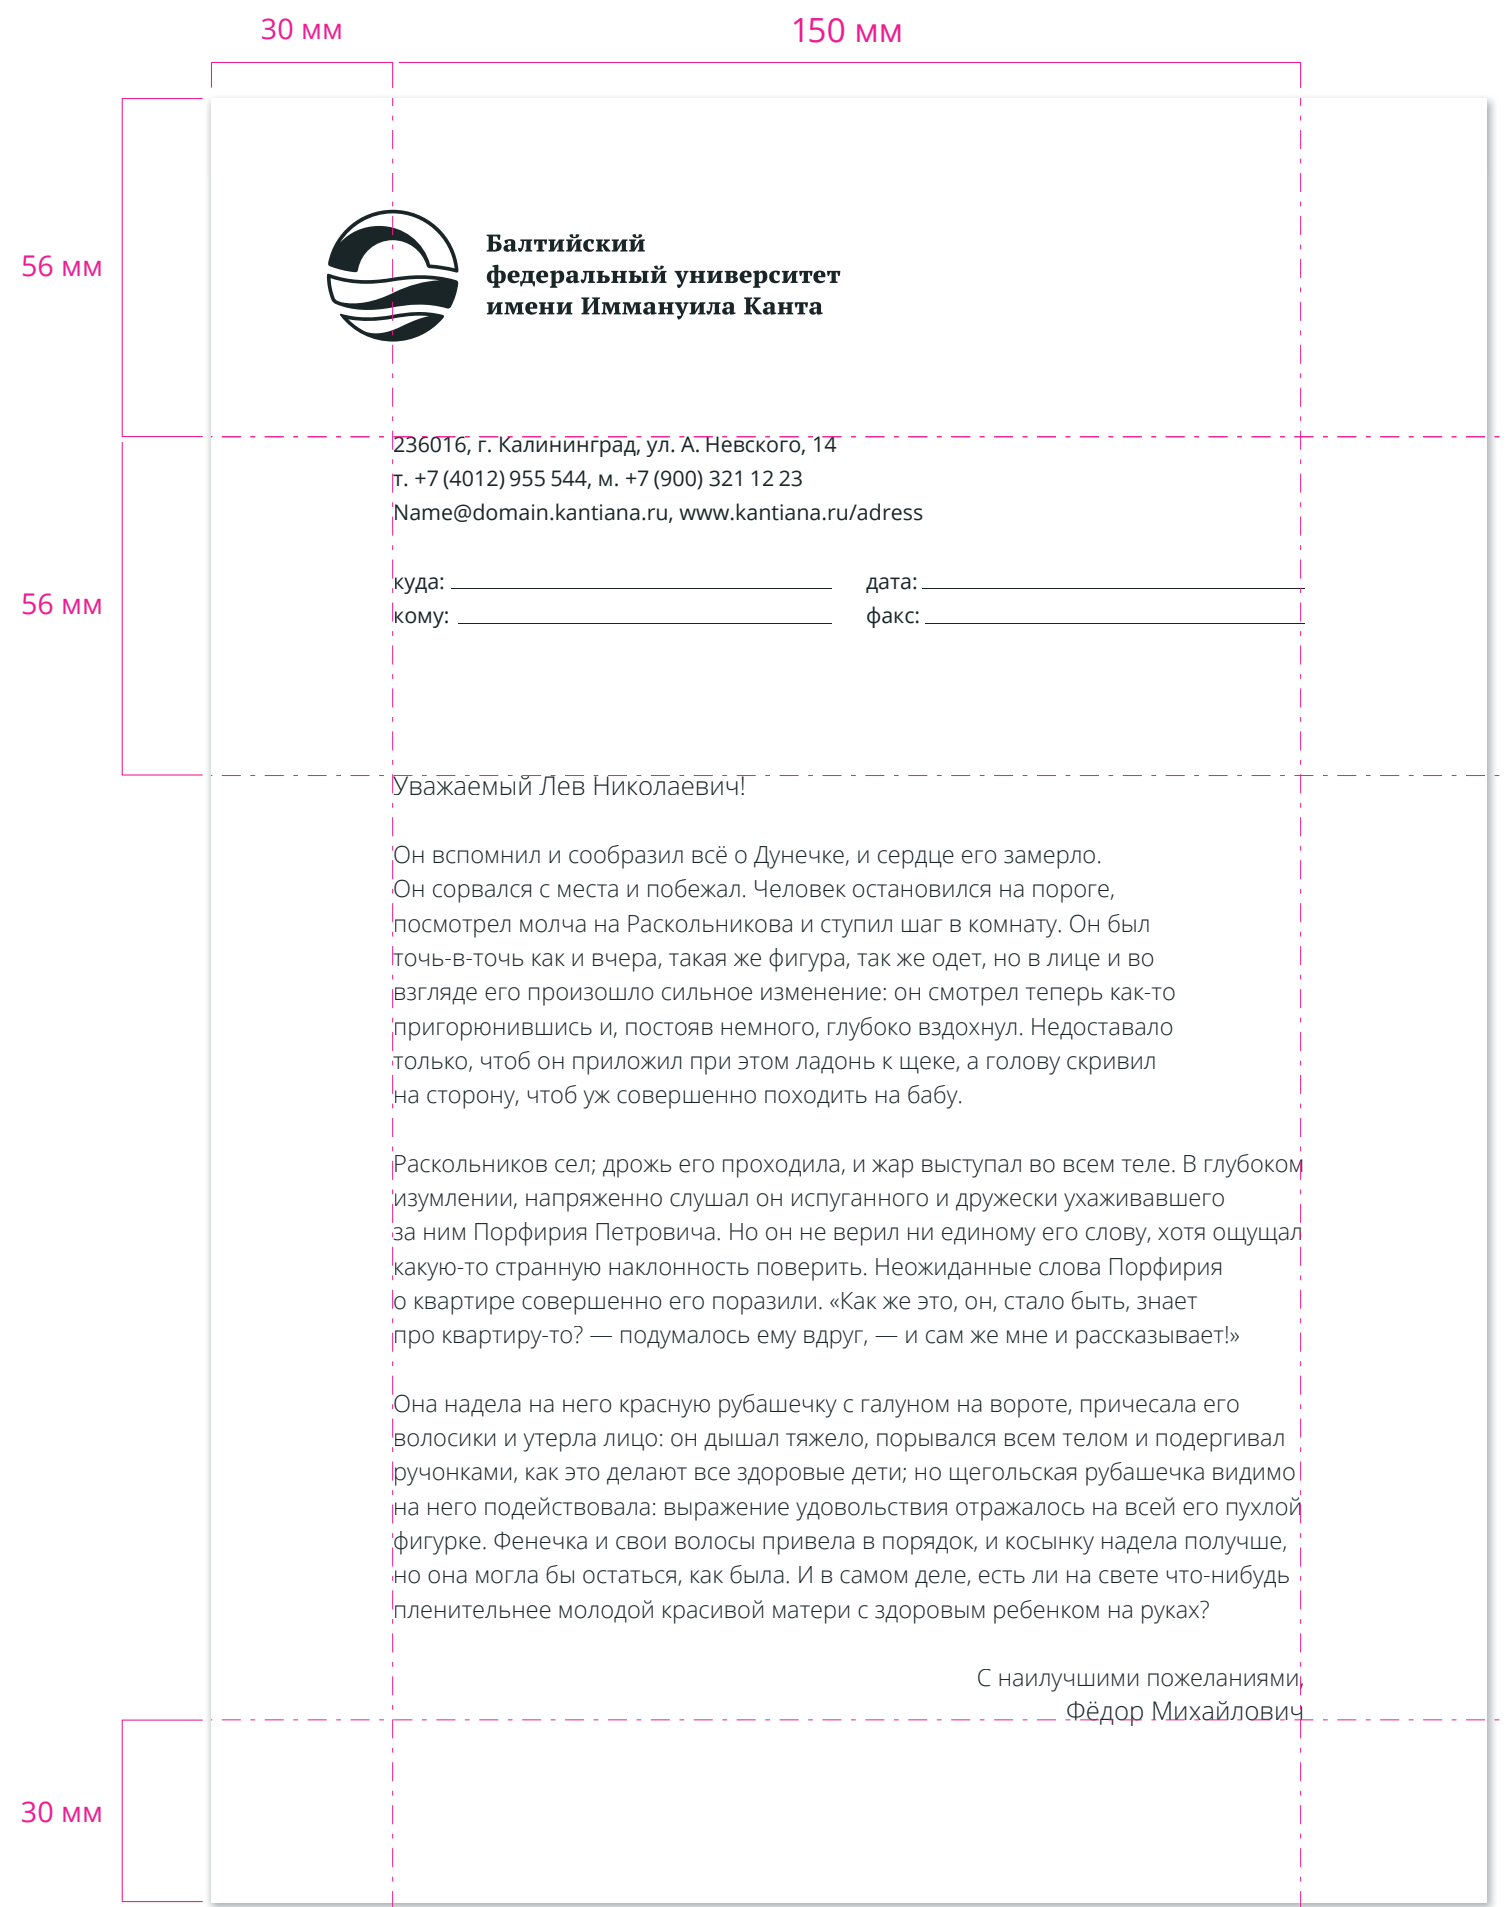 30 мм
150 мм
56 мм
Балтийский
федеральный университет
имени Иммануила Канта
236016, г. Калининград, ул. А. Невского, 14
т. +7 (4012) 955 544, м. +7 (900) 321 12 23
Name@domain.kantiana.ru, www.kantiana.ru/adress
56 мм
куда: дата:
кому: факс:
Уважаемый Лев Николаевич!
Он вспомнил и сообразил всё о Дунечке, и сердце его замерло.
Он сорвался с места и побежал. Человек остановился на пороге,
посмотрел молча на Раскольникова и ступил шаг в комнату. Он был
точь-в-точь как и вчера, такая же фигура, так же одет, но в лице и во
взгляде его произошло сильное изменение: он смотрел теперь как-то
пригорюнившись и, постояв немного, глубоко вздохнул. Недоставало
только, чтоб он приложил при этом ладонь к щеке, а голову скривил
на сторону, чтоб уж совершенно походить на бабу.
Раскольников сел; дрожь его проходила, и жар выступал во всем теле. В глубоком
изумлении, напряженно слушал он испуганного и дружески ухаживавшего
за ним Порфирия Петровича. Но он не верил ни единому его слову, хотя ощущал
какую-то странную наклонность поверить. Неожиданные слова Порфирия
о квартире совершенно его поразили. «Как же это, он, стало быть, знает
про квартиру-то? — подумалось ему вдруг, — и сам же мне и рассказывает!»
Она надела на него красную рубашечку с галуном на вороте, причесала его
волосики и утерла лицо: он дышал тяжело, порывался всем телом и подергивал
ручонками, как это делают все здоровые дети; но щегольская рубашечка видимо
на него подействовала: выражение удовольствия отражалось на всей его пухлой
фигурке. Фенечка и свои волосы привела в порядок, и косынку надела получше,
но она могла бы остаться, как была. И в самом деле, есть ли на свете что-нибудь
пленительнее молодой красивой матери с здоровым ребенком на руках?
С наилучшими пожеланиями,
Фёдор Михайлович
30 мм